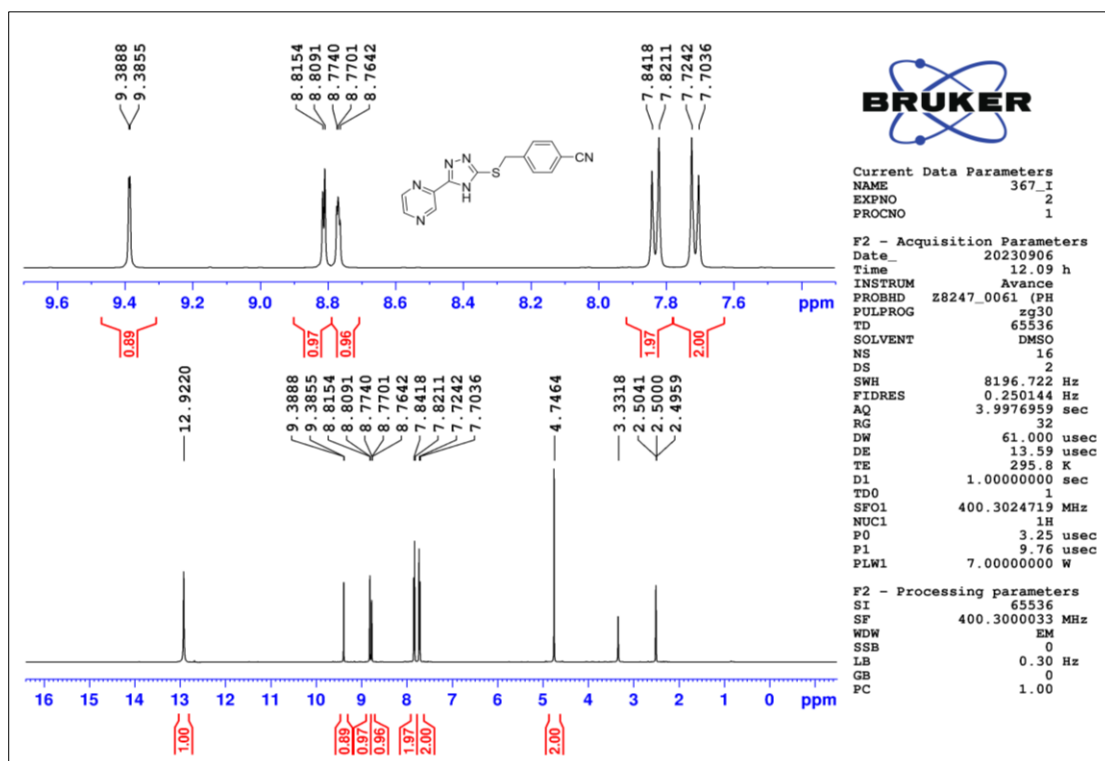 9.3888
9.3855
8.8154
8.8091
8.7740
8.7701
8.7642
7.8418
7.8211
7.7242
7.7036
N
N
N
N
H
N
N
S
CN
9.6 9.4 9.2 9.0 8.8 8.6 8.4 8.2 8.0 7.8 7.6 ppm
0.89
0.97
0.96
1.97
2.00
12.9220
9.3888
9.3855
8.8154
8.8091
8.7740
8.7701
8.7642
7.8418
7.8211
7.7242
7.7036
4.7464
3.3318
2.5041
2.5000
2.4959
16 15 14 13 12 11 10 9 8 7 6 5 4 3 2 1 0 ppm
1.00
0.89
0.97
0.96
1.97
2.00
2.00
BRUKER
Current Data Parameters
NAME 367_I
EXPNO 2
PROCNO 1
F2 - Acquisition Parameters
Date_ 20230906
Time 12.09 h
INSTRUM Avance
PROBHD Z8247_0061 (PH
PULPROG zg30
TD 65536
SOLVENT DMSO
NS 16
DS 2
SWH 8196.722 Hz
FIDRES 0.250144 Hz
AQ 3.9976959 sec
RG 32
DW 61.000 usec
DE 13.59 usec
TE 295.8 K
D1 1.00000000 sec
TD0 1
SFO1 400.3024719 MHz
NUC1 1H
P0 3.25 usec
P1 9.76 usec
PLW1 7.00000000 W
F2 - Processing parameters
SI 65536
SF 400.3000033 MHz
WDW EM
SSB 0
LB 0.30 Hz
GB 0
PC 1.00